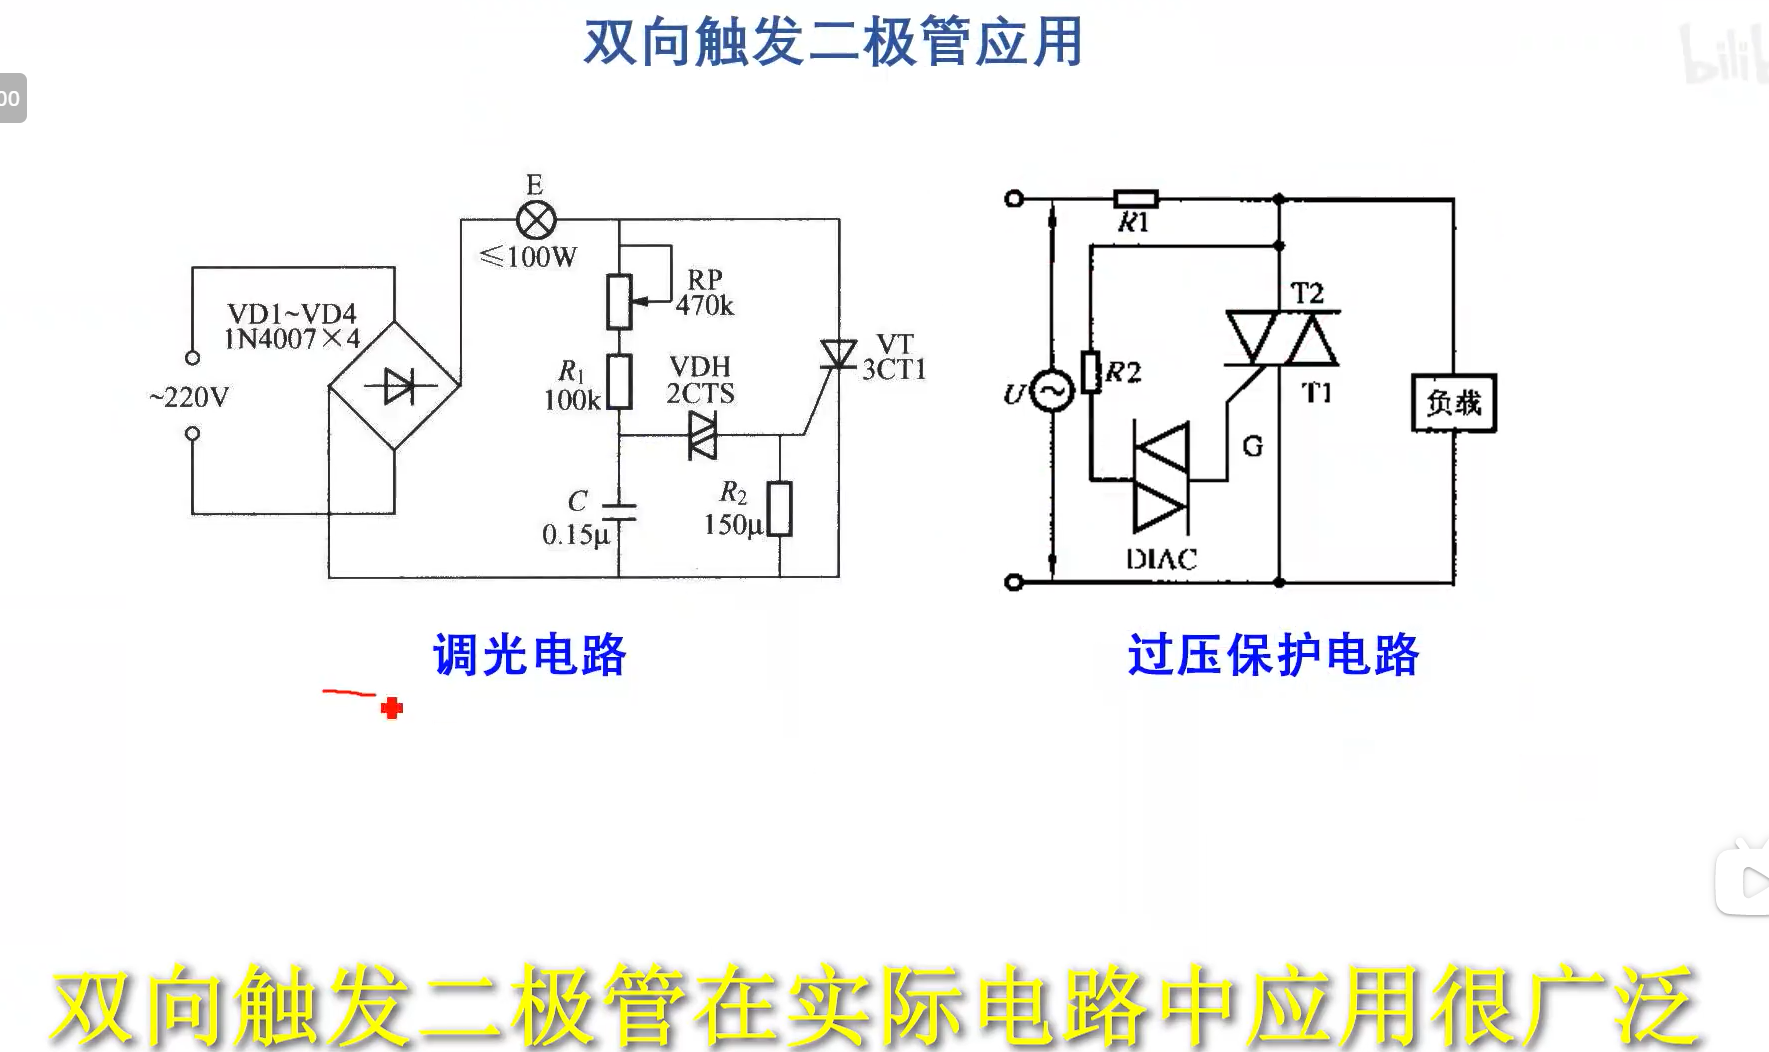 双向触发二极管应用
00
E
≤100W
RP
470k
VD1~VD4
1N4007×4
~220V
R1
100k
VDH
2CTS
VT
3CT1
C
0.15μ
R2
150μ
R1
T2
R2
U
T1
G
负载
DIAC
调光电路
过压保护电路
双向触发二极管在实际电路中应用很广泛